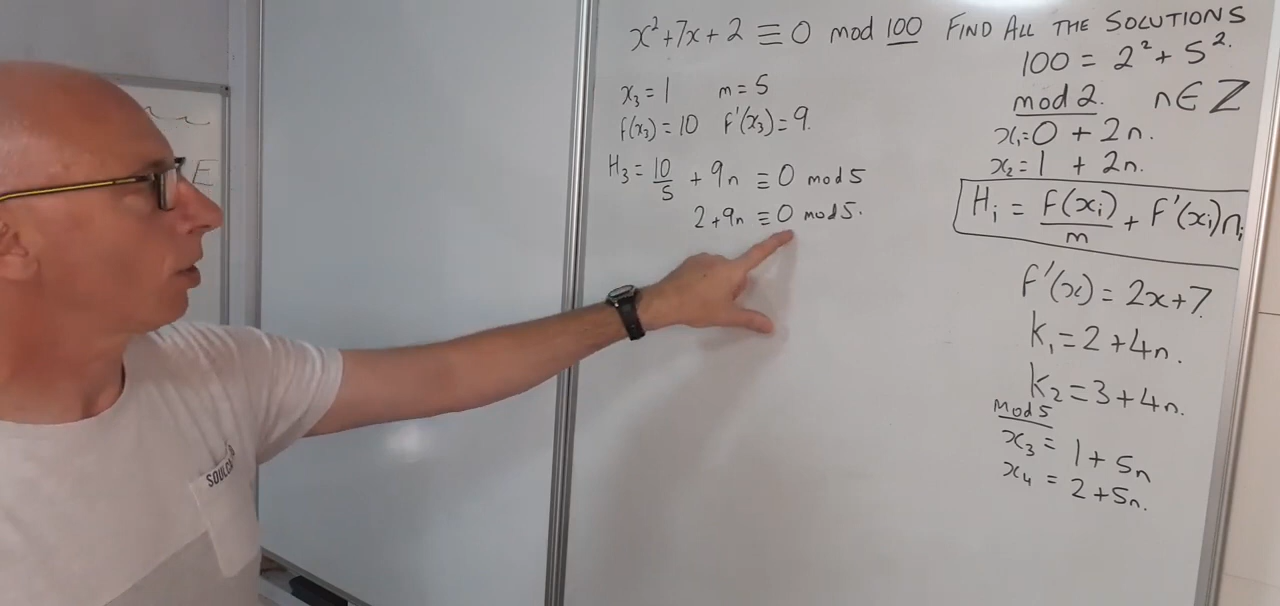 x²+7x+2 ≡ 0 mod 100 FIND ALL THE SOLUTIONS
100 = 2² + 5².
x₃ = 1 m = 5
f(x₃) = 10 f'(x₃) = 9.
H₃ = 10/5 + 9n ≡ 0 mod 5
2 + 9n ≡ 0 mod 5.
mod 2. n ∈ Z
x₁ = 0 + 2n.
x₂ = 1 + 2n.
Hᵢ = f(xᵢ)/m + f'(xᵢ)nᵢ
f'(x) = 2x+7
k₁ = 2 + 4n.
k₂ = 3 + 4n.
Mod 5
x₃ = 1 + 5n
x₄ = 2 + 5n.